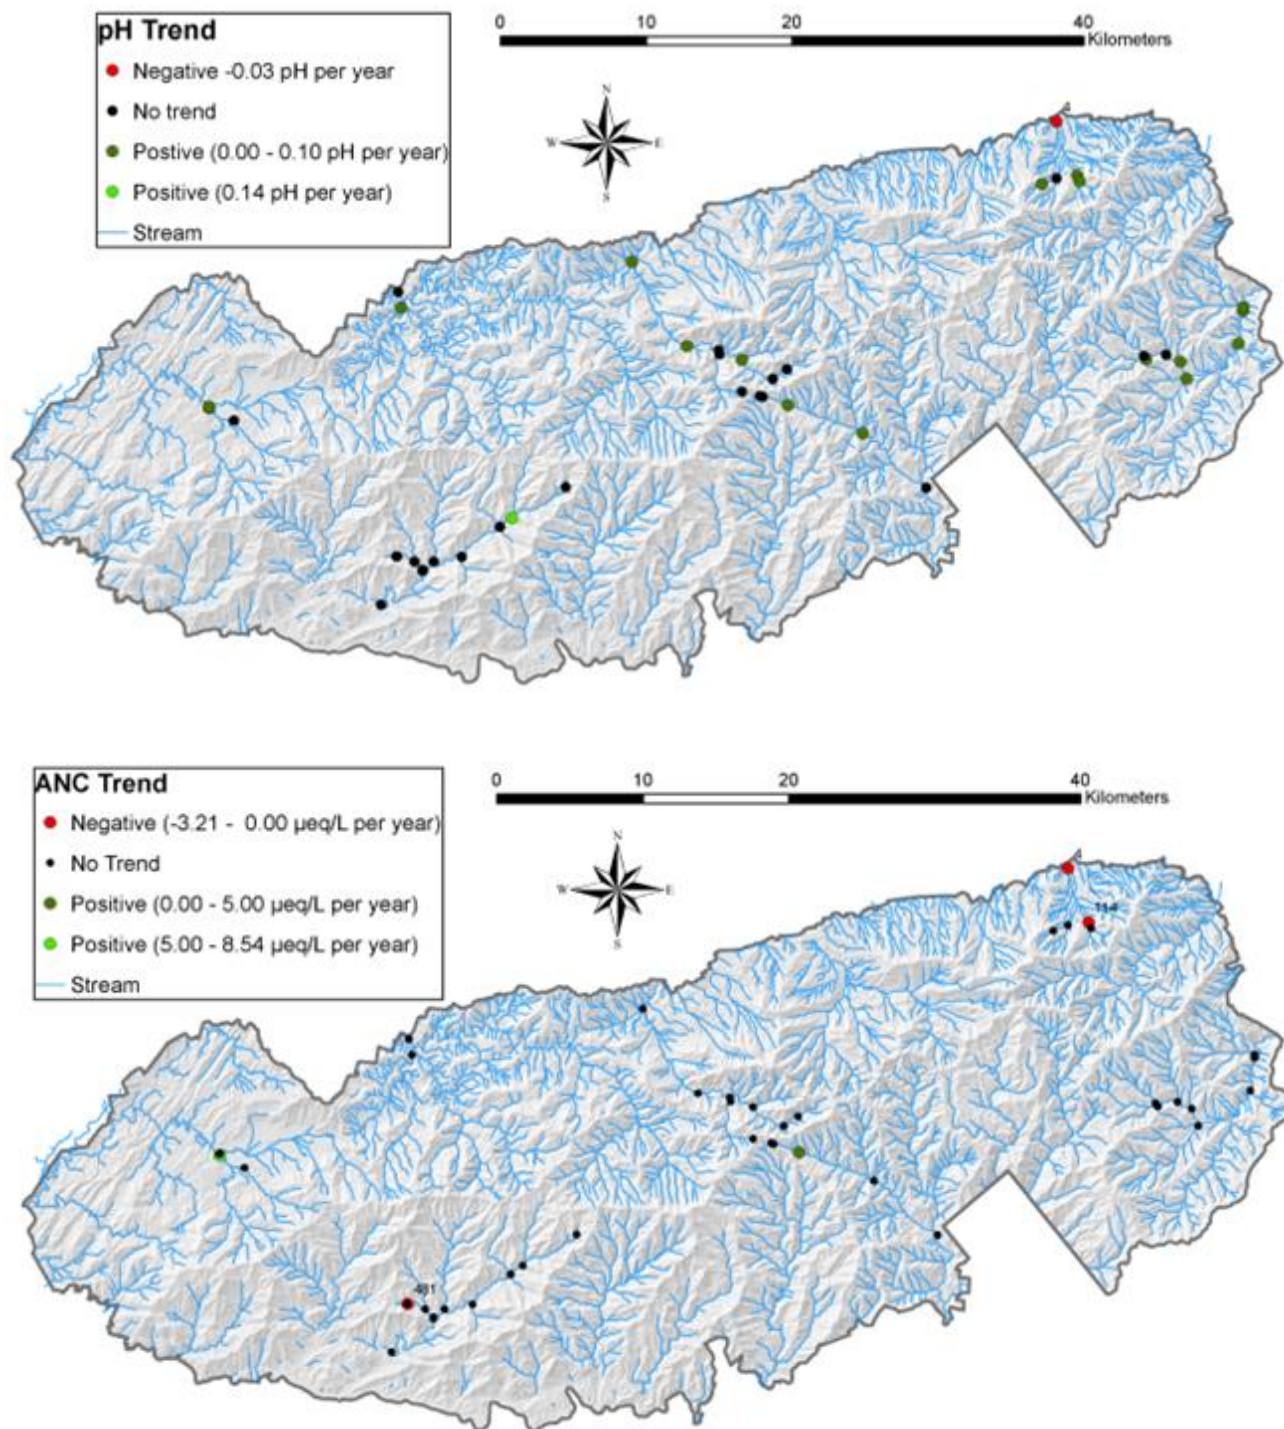 pH Trend
Negative -0.03 pH per year
No trend
Postive (0.00 - 0.10 pH per year)
Positive (0.14 pH per year)
Stream
0 10 20 40
Kilometers
N
W E
S
4
ANC Trend
Negative (-3.21 - 0.00 µeq/L per year)
No Trend
Positive (0.00 - 5.00 µeq/L per year)
Positive (5.00 - 8.54 µeq/L per year)
Stream
0 10 20 40
Kilometers
N
W E
S
4
114
481